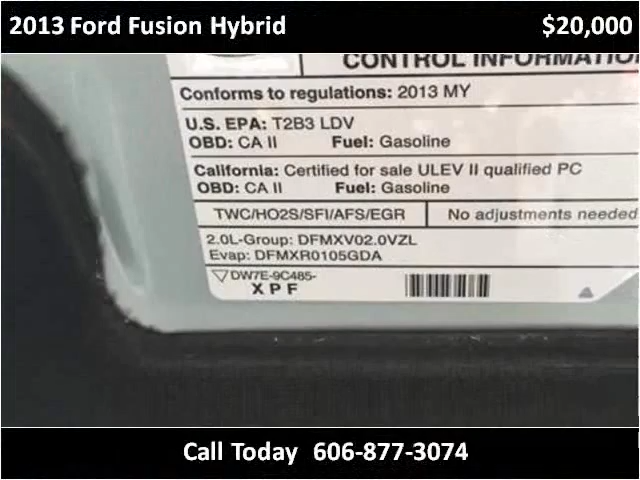 2013 Ford Fusion Hybrid $20,000
CONTROL
Conforms to regulations: 2013 MY
U.S. EPA: T2B3 LDV
OBD: CA II Fuel: Gasoline
California: Certified for sale ULEV II qualified PC
OBD: CA II Fuel: Gasoline
TWC/HO2S/SFI/AFS/EGR No adjustments needed
2.0L-Group: DFMXV02.0VZL
Evap: DFMXR0105GDA
DW7E-9C485-
X P F
Call Today 606-877-3074